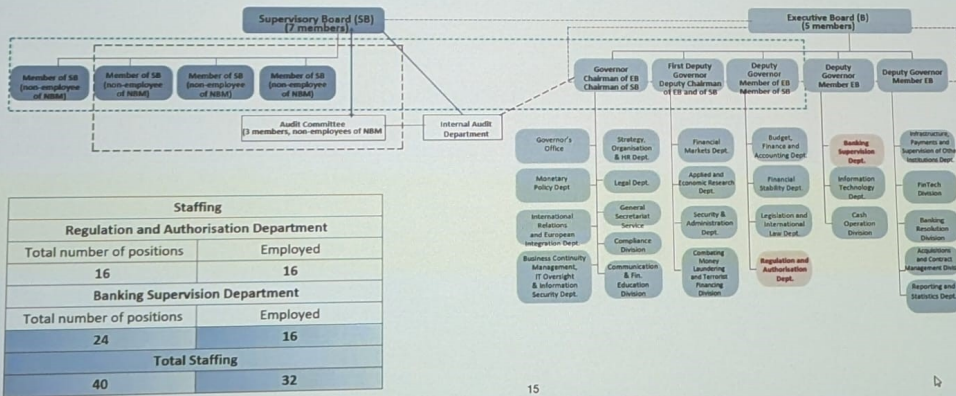 Supervisory Board (SB)
(7 members)
Executive Board (B)
(5 members)
Member of SB
(non-employee
of NBM)
Member of SB
(non-employee
of NBM)
Member of SB
(non-employee
of NBM)
Member of SB
(non-employee
of NBM)
Governor
Chairman of EB
Chairman of SB
First Deputy
Governor
Deputy Chairman
of EB and of SB
Deputy
Governor
Member of EB
Member of SB
Deputy
Governor
Member EB
Deputy Governor
Member EB
Audit Committee
(3 members, non-employees of NBM
Internal Audit
Department
Governor's
Office
Monetary
Policy Dept
International
Relations
and European
Integration Dept.
Business Continuity
Management,
IT Oversight
& Information
Security Dept.
Strategy,
Organisation
& HR Dept.
Legal Dept.
General
Secretariat
Service
Compliance
Division
Communication
& Fin.
Education
Division
Financial
Markets Dept.
Applied and
Economic Research
Dept.
Security &
Administration
Dept.
Combating
Money
Laundering
and Terrorist
Financing
Division
Budget,
Finance and
Accounting Dept.
Financial
Stability Dept.
Legislation and
International
Law Dept.
Regulation and
Authorisation
Dept.
Banking
Supervision
Dept.
Information
Technology
Dept.
Cash
Operation
Division
Infrastructure,
Payments and
Supervision of Othe
Institutions Dept.
FinTech
Division
Banking
Resolution
Division
Acquisitions
and Contract
Management
Reporting and
Statistics Dept.
Staffing
Regulation and Authorisation Department
Total number of positions Employed
16 16
Banking Supervision Department
Total number of positions Employed
24 16
Total Staffing
40 32
15